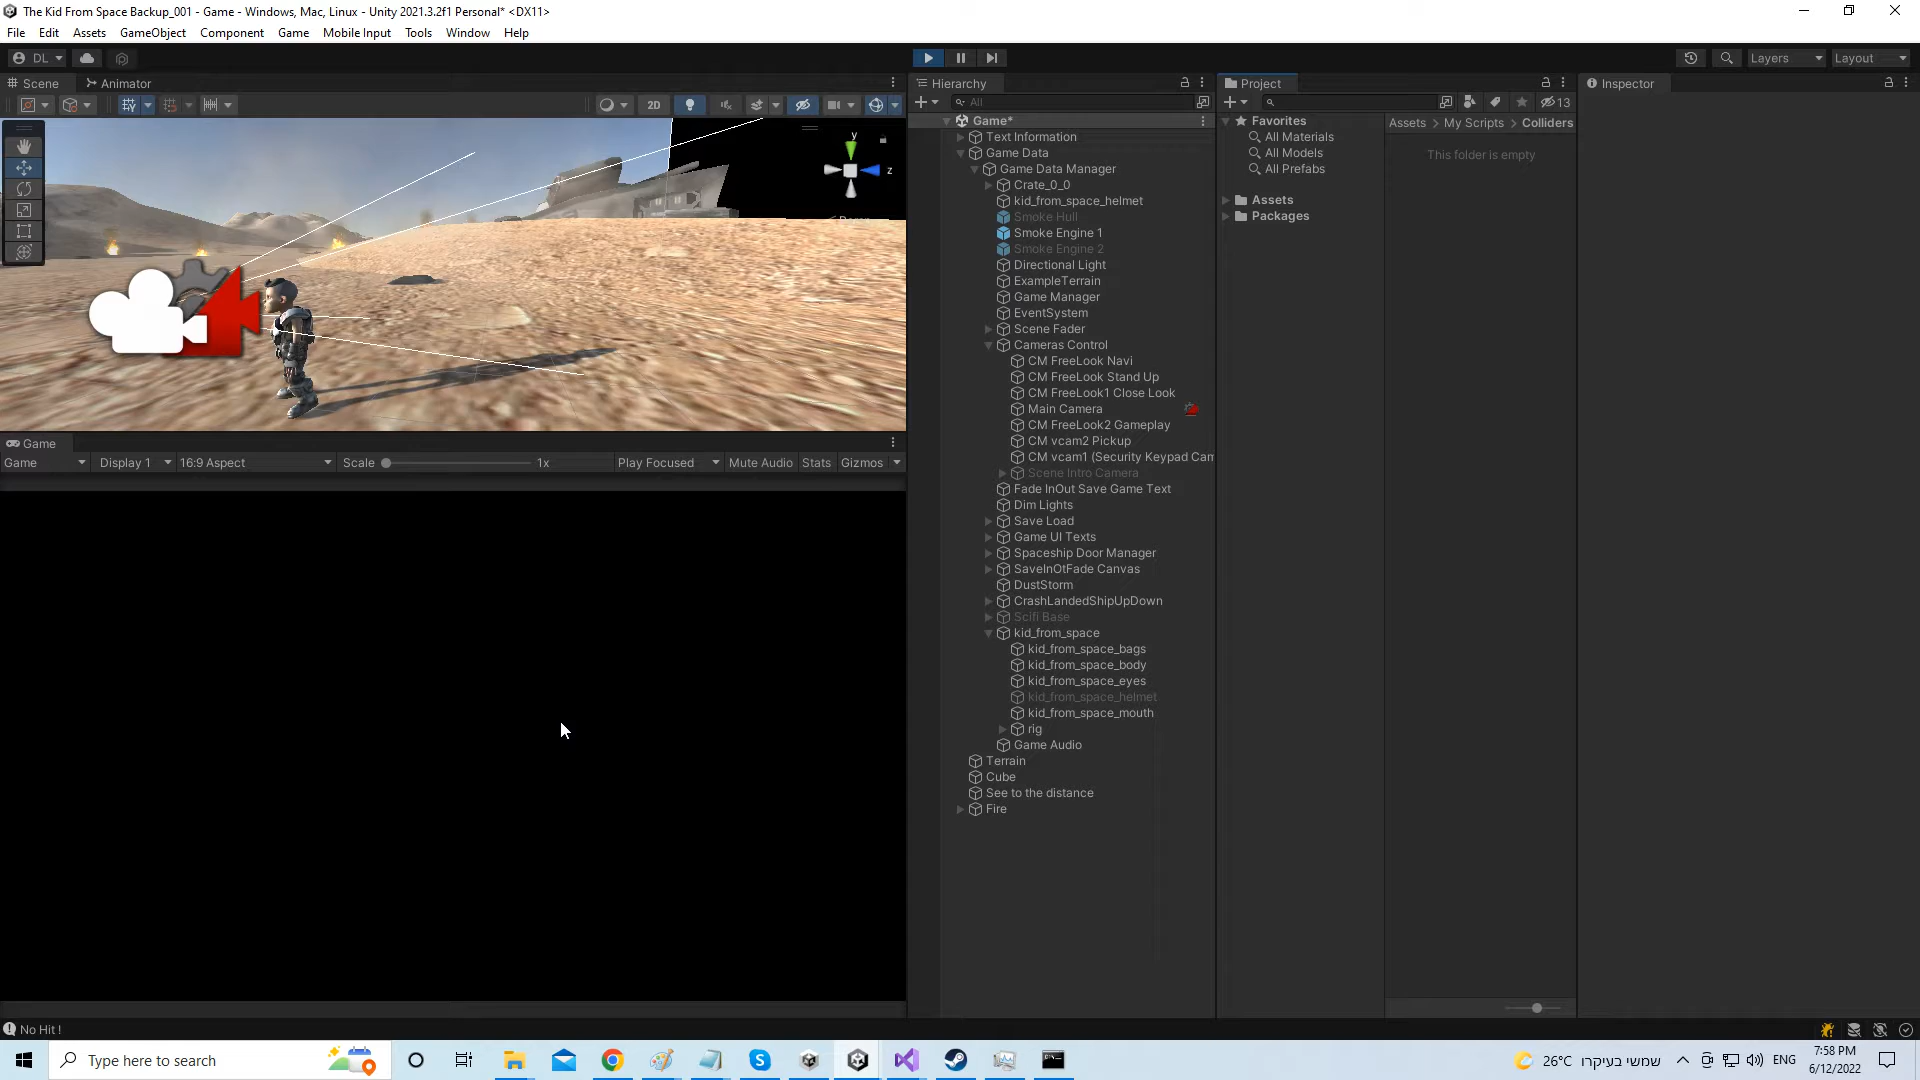 The Kid From Space Backup_001 - Game - Windows, Mac, Linux - Unity 2021.3.2f1 Personal* <DX11>
File Edit Assets GameObject Component Game Mobile Input Tools Window Help
DL Layers Layout
Scene Animator
2D
y
z
Game
Game Display 1 16:9 Aspect Scale 1x Play Focused Mute Audio Stats Gizmos
Hierarchy
All
Game*
Text Information
Game Data
Game Data Manager
Crate_0_0
kid_from_space_helmet
Smoke Hull
Smoke Engine 1
Smoke Engine 2
Directional Light
ExampleTerrain
Game Manager
EventSystem
Scene Fader
Cameras Control
CM FreeLook Navi
CM FreeLook Stand Up
CM FreeLook1 Close Look
Main Camera
CM FreeLook2 Gameplay
CM vcam2 Pickup
CM vcam1 (Security Keypad Cam
Scene Intro Camera
Fade InOut Save Game Text
Dim Lights
Save Load
Game UI Texts
Spaceship Door Manager
SaveInOtFade Canvas
DustStorm
CrashLandedShipUpDown
Scifi Base
kid_from_space
kid_from_space_bags
kid_from_space_body
kid_from_space_eyes
kid_from_space_helmet
kid_from_space_mouth
rig
Game Audio
Terrain
Cube
See to the distance
Fire
Project
13
Favorites
All Materials
All Models
All Prefabs
Assets
Packages
Assets > My Scripts > Colliders
This folder is empty
Inspector
No Hit !
Type here to search
26°C שמשי בעיקרו
ENG
7:58 PM
6/12/2022